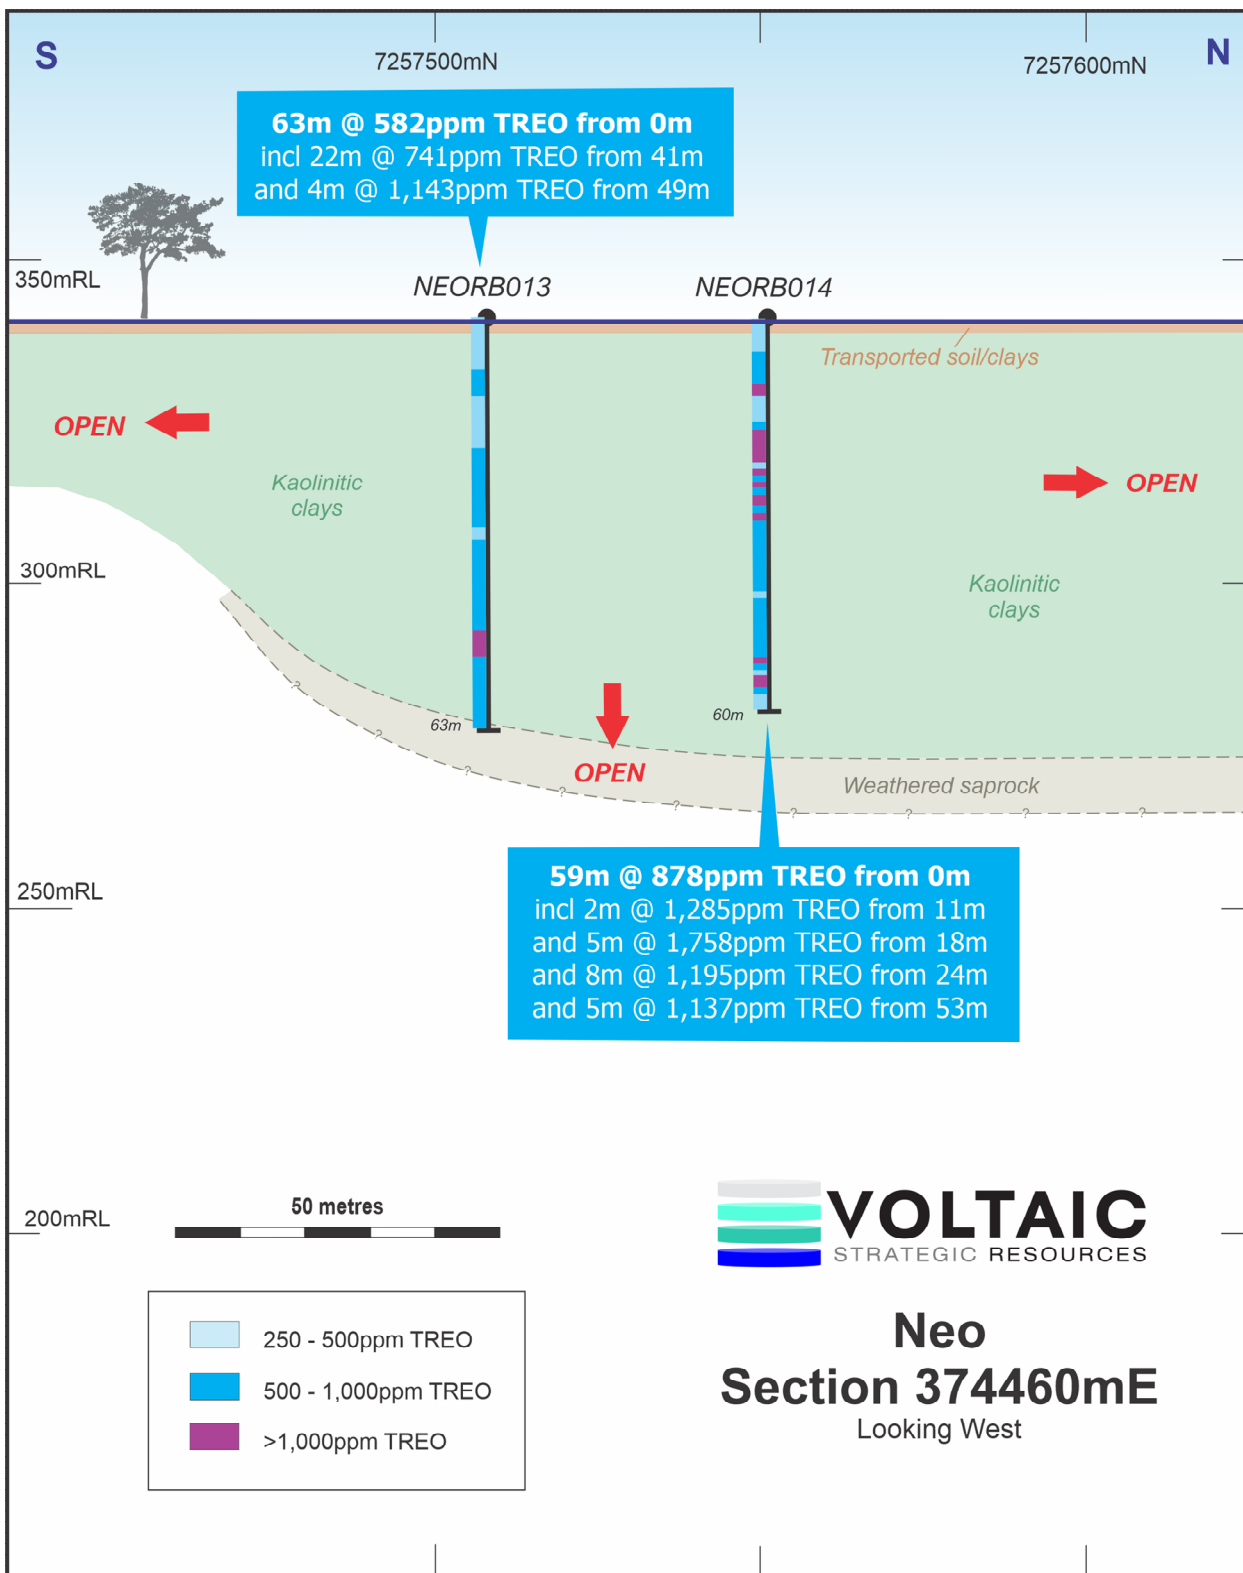 S
7257500mN
7257600mN
N
63m @ 582ppm TREO from 0m
incl 22m @ 741ppm TREO from 41m
and 4m @ 1,143ppm TREO from 49m
350mRL
NEORB013
NEORB014
Transported soil/clays
OPEN
Kaolinitic
clays
OPEN
300mRL
Kaolinitic
clays
?
63m
60m
?
?
OPEN
Weathered saprock
?
?
?
?
?
?
59m @ 878ppm TREO from 0m
incl 2m @ 1,285ppm TREO from 11m
and 5m @ 1,758ppm TREO from 18m
and 8m @ 1,195ppm TREO from 24m
and 5m @ 1,137ppm TREO from 53m
250mRL
200mRL
50 metres
VOLTAIC
STRATEGIC RESOURCES
250 - 500ppm TREO
500 - 1,000ppm TREO
>1,000ppm TREO
Neo
Section 374460mE
Looking West